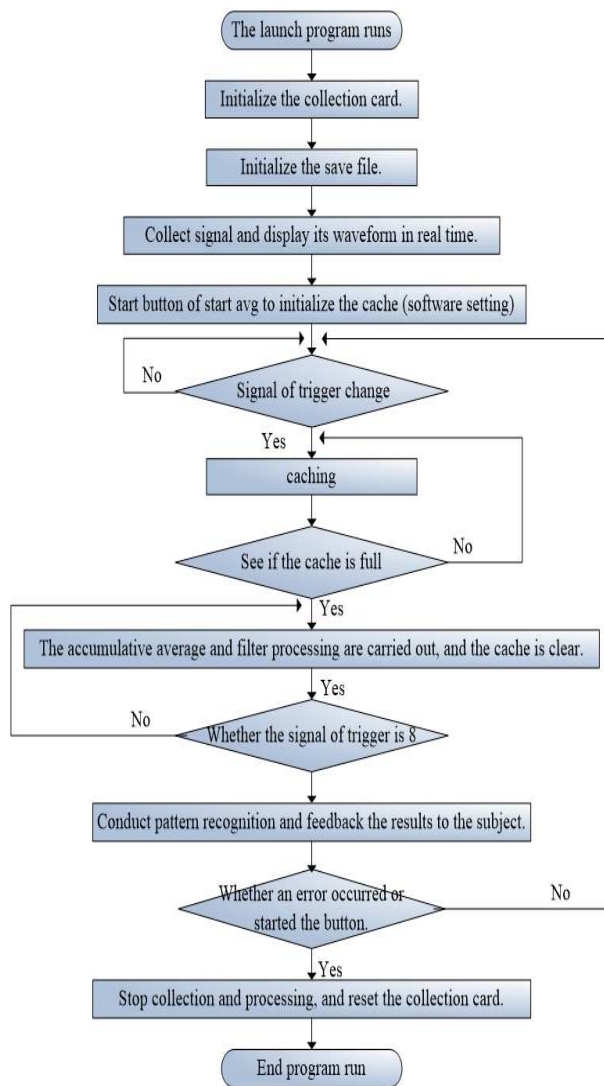 The launch program runs
Initialize the collection card.
Initialize the save file.
Collect signal and display its waveform in real time.
Start button of start avg to initialize the cache (software setting)
No
Signal of trigger change
Yes
caching
See if the cache is full
No
Yes
The accumulative average and filter processing are carried out, and the cache is clear.
Yes
No
Whether the signal of trigger is 8
Conduct pattern recognition and feedback the results to the subject.
Whether an error occurred or
started the button.
No
Yes
Stop collection and processing, and reset the collection card.
End program run